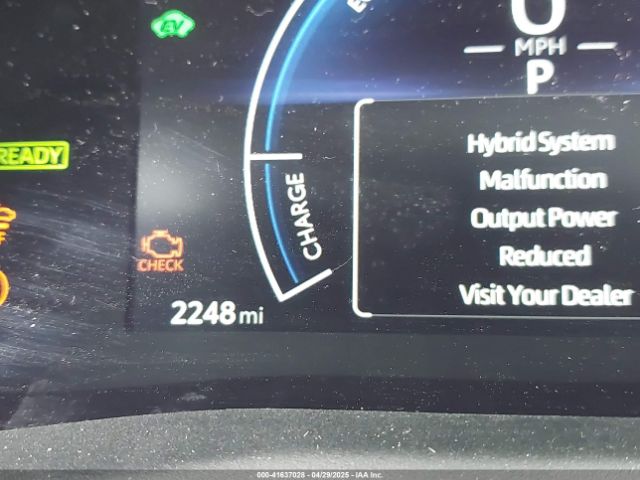 EV
0
MPH
P
READY
Hybrid System
Malfunction
Output Power
Reduced
Visit Your Dealer
CHARGE
CHECK
2248 mi
000-41637028 - 04/29/2025 - IAA Inc.